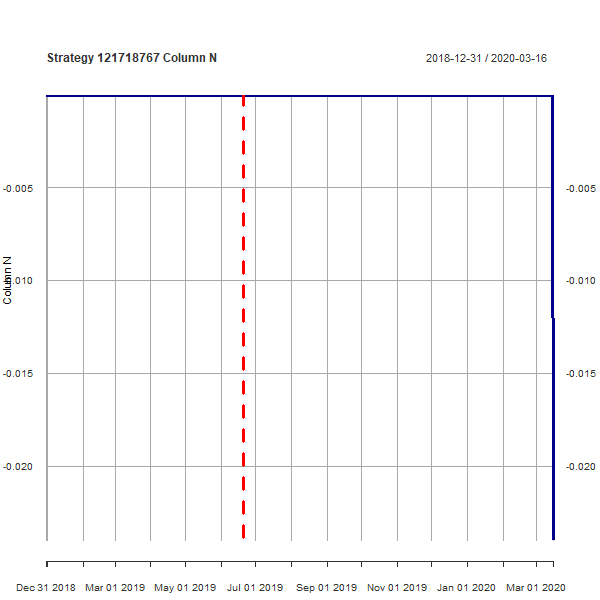 Strategy 121718767 Column N
2018-12-31 / 2020-03-16
-0.005 -0.005
Column N
-0.010 -0.010
-0.015 -0.015
-0.020 -0.020
Dec 31 2018 Mar 01 2019 May 01 2019 Jul 01 2019 Sep 01 2019 Nov 01 2019 Jan 01 2020 Mar 01 2020